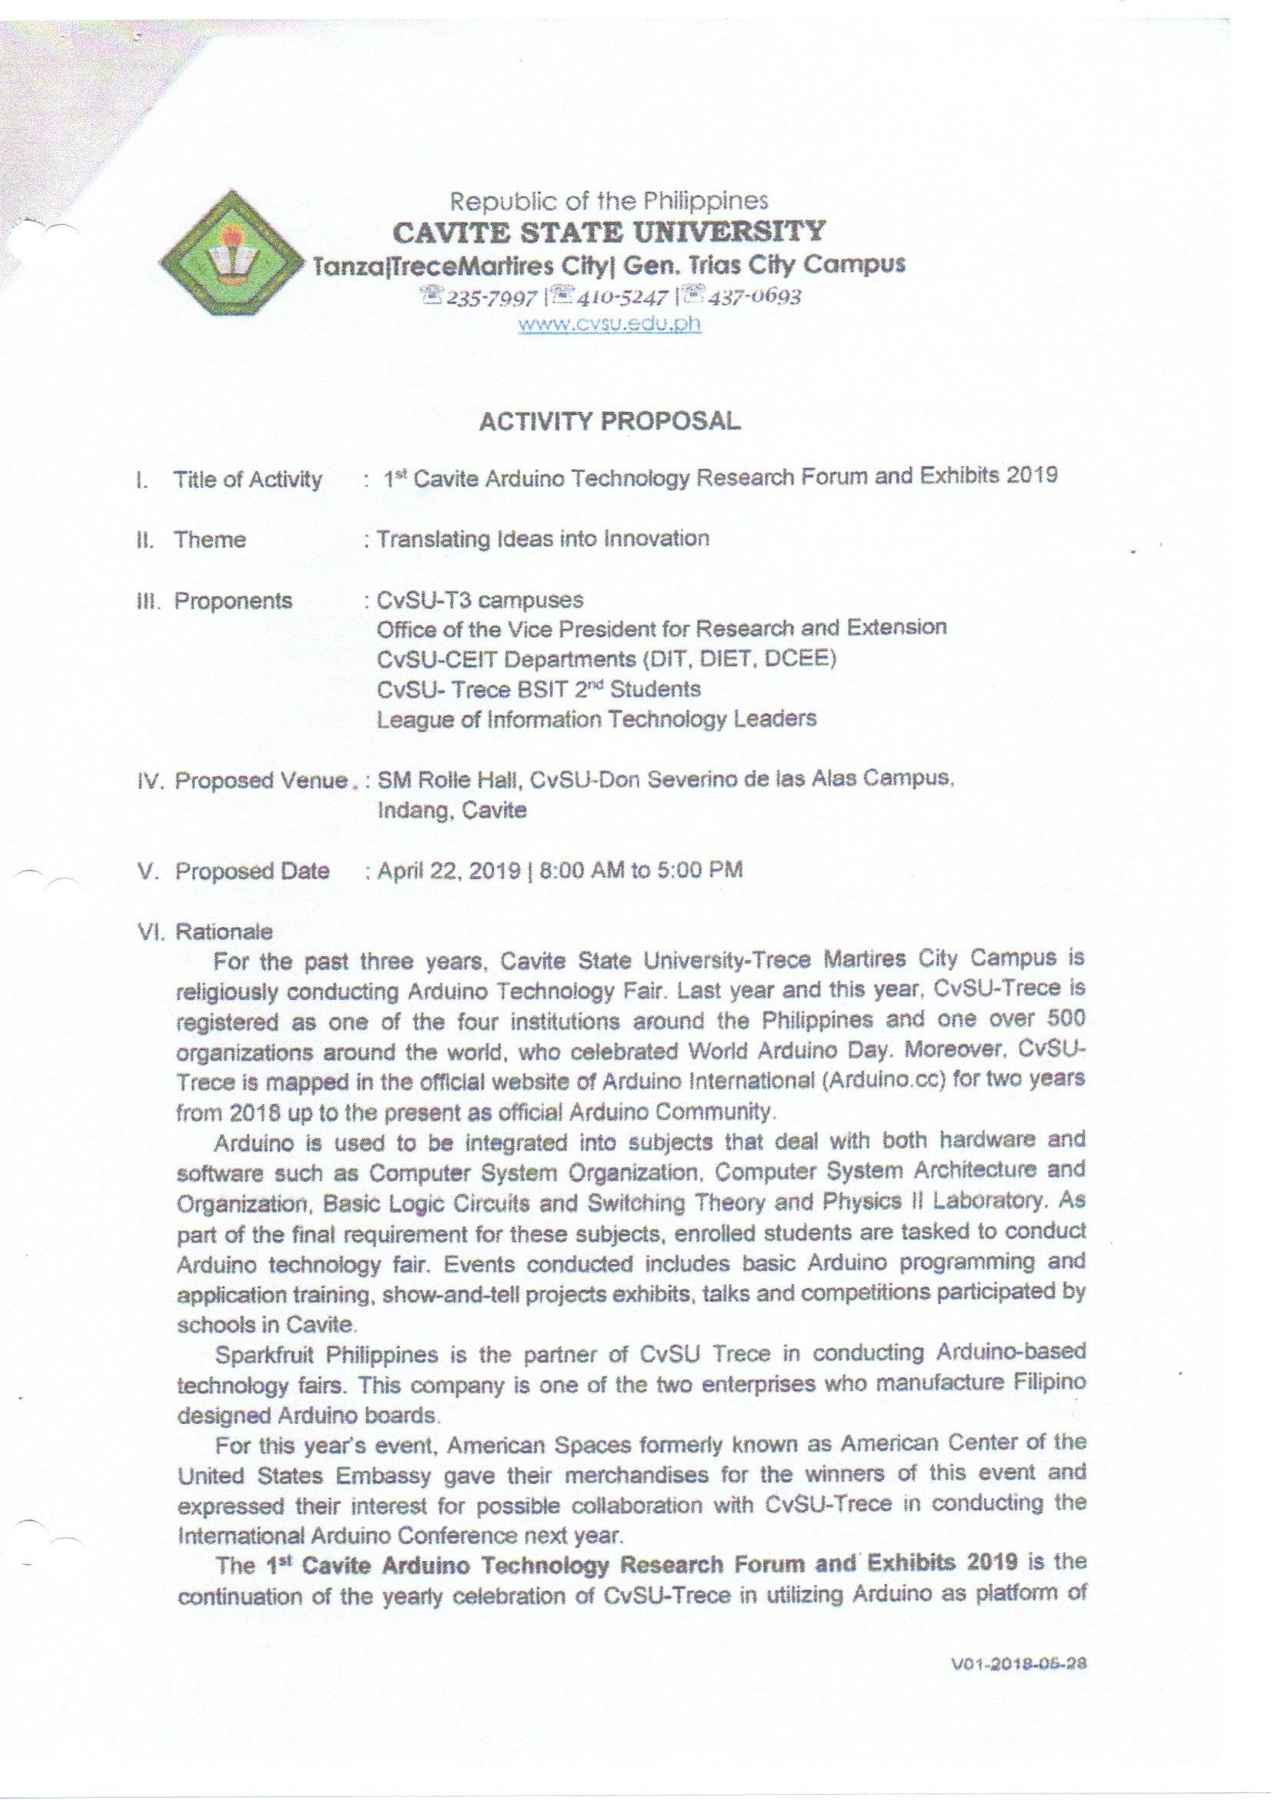 Republic of the Philippines
CAVITE STATE UNIVERSITY
Tanza|TreceMartires City| Gen. Trias City Campus
☏235-7997 |☏410-5247 |☏437-0693
www.cvsu.edu.ph
ACTIVITY PROPOSAL
I. Title of Activity : 1st Cavite Arduino Technology Research Forum and Exhibits 2019
II. Theme : Translating Ideas into Innovation
III. Proponents : CvSU-T3 campuses
Office of the Vice President for Research and Extension
CvSU-CEIT Departments (DIT, DIET, DCEE)
CvSU- Trece BSIT 2nd Students
League of Information Technology Leaders
IV. Proposed Venue : SM Rolle Hall, CvSU-Don Severino de las Alas Campus,
Indang, Cavite
V. Proposed Date : April 22, 2019 | 8:00 AM to 5:00 PM
VI. Rationale
For the past three years, Cavite State University-Trece Martires City Campus is
religiously conducting Arduino Technology Fair. Last year and this year, CvSU-Trece is
registered as one of the four institutions around the Philippines and one over 500
organizations around the world, who celebrated World Arduino Day. Moreover, CvSU-
Trece is mapped in the official website of Arduino International (Arduino.cc) for two years
from 2018 up to the present as official Arduino Community.
Arduino is used to be integrated into subjects that deal with both hardware and
software such as Computer System Organization, Computer System Architecture and
Organization, Basic Logic Circuits and Switching Theory and Physics II Laboratory. As
part of the final requirement for these subjects, enrolled students are tasked to conduct
Arduino technology fair. Events conducted includes basic Arduino programming and
application training, show-and-tell projects exhibits, talks and competitions participated by
schools in Cavite.
Sparkfruit Philippines is the partner of CvSU Trece in conducting Arduino-based
technology fairs. This company is one of the two enterprises who manufacture Filipino
designed Arduino boards.
For this year's event, American Spaces formerly known as American Center of the
United States Embassy gave their merchandises for the winners of this event and
expressed their interest for possible collaboration with CvSU-Trece in conducting the
International Arduino Conference next year.
The 1st Cavite Arduino Technology Research Forum and Exhibits 2019 is the
continuation of the yearly celebration of CvSU-Trece in utilizing Arduino as platform of
V01-2018-05-28